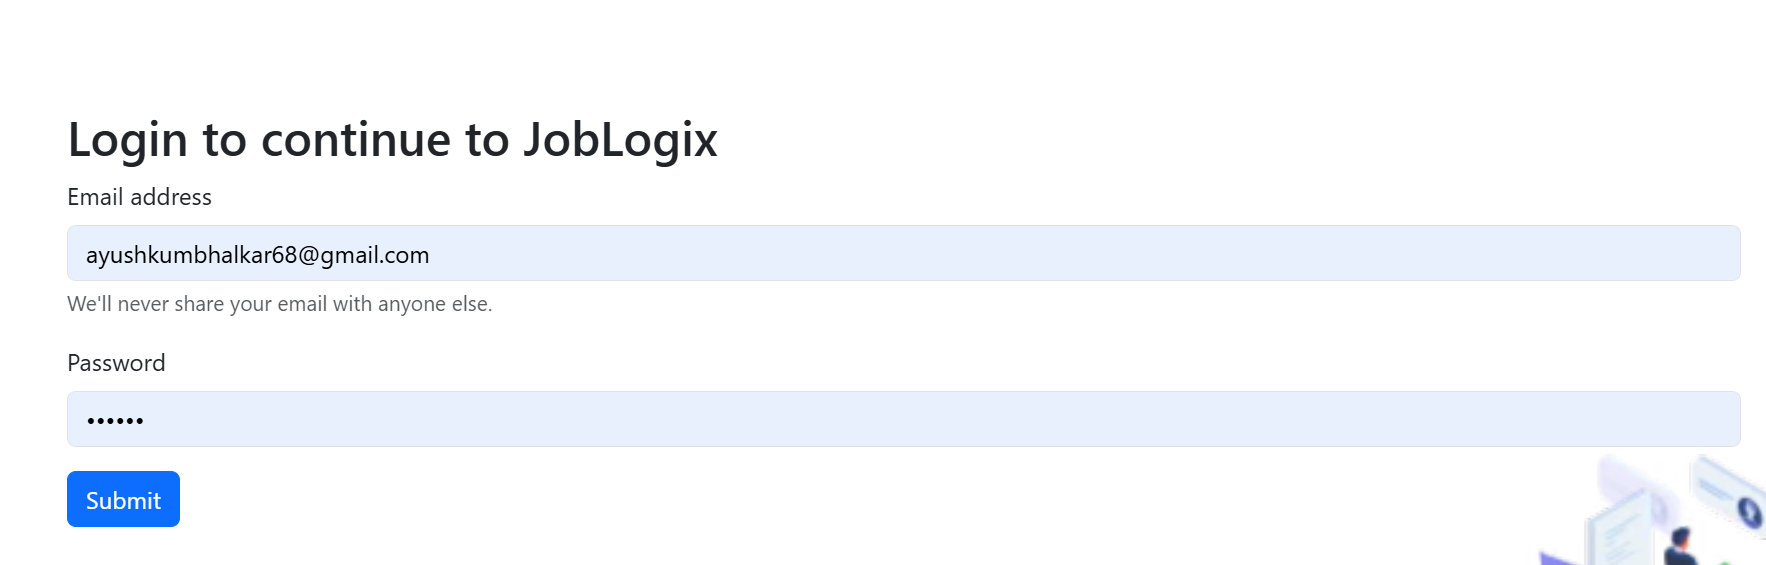 Login to continue to JobLogix
Email address
ayushkumbhalkar68@gmail.com
We'll never share your email with anyone else.
Password
••••••
Submit